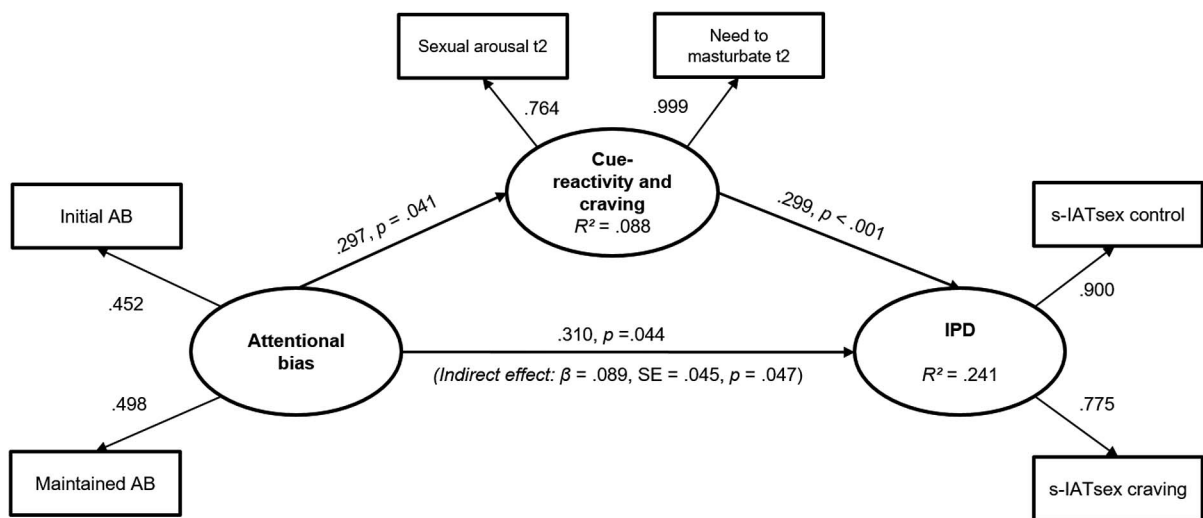 Sexual arousal t2
Need to
masturbate t2
.764
.999
Cue-
reactivity and
craving
R² = .088
Initial AB
s-IATsex control
.297, p = .041
.299, p < .001
.452
.900
Attentional
bias
.310, p =.044
(Indirect effect: β = .089, SE = .045, p = .047)
IPD
R² = .241
.498
.775
Maintained AB
s-IATsex craving